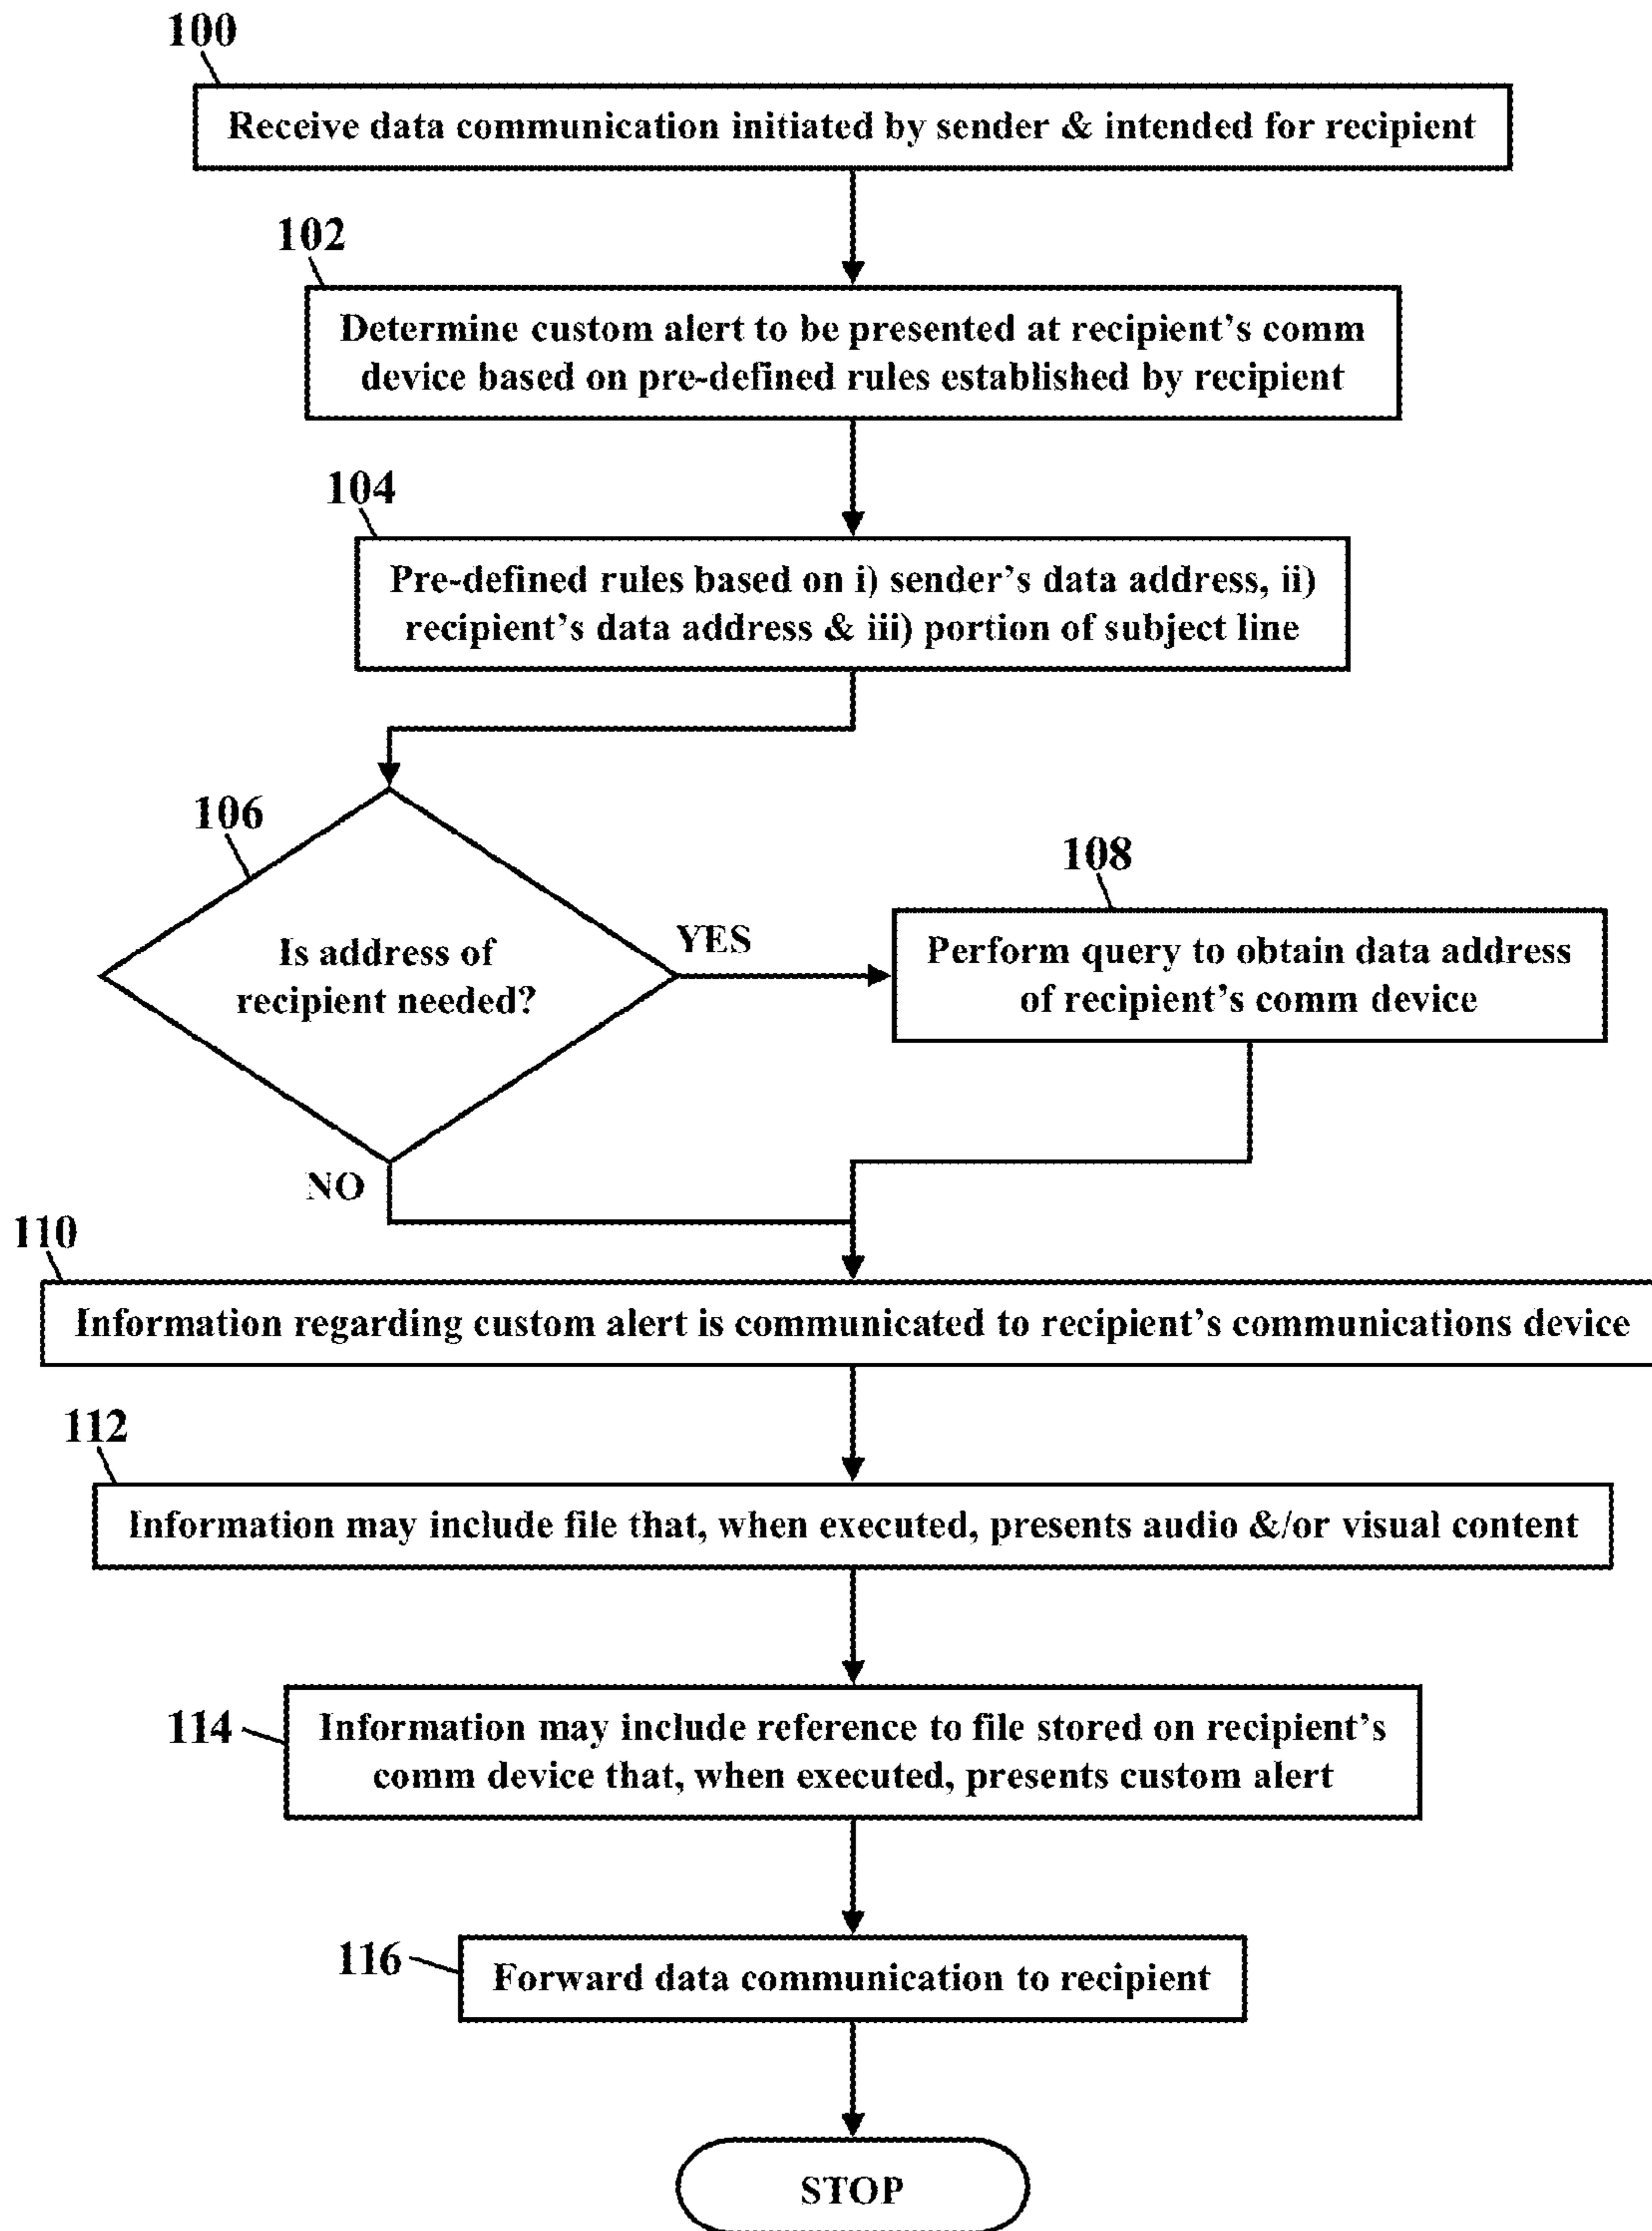 100
Receive data communication initiated by sender & intended for recipient
102
Determine custom alert to be presented at recipient's comm
device based on pre-defined rules established by recipient
104
Pre-defined rules based on i) sender's data address, ii)
recipient's data address & iii) portion of subject line
106
Is address of
recipient needed?
YES
108
Perform query to obtain data address
of recipient's comm device
NO
110
Information regarding custom alert is communicated to recipient's communications device
112
Information may include file that, when executed, presents audio &/or visual content
114
Information may include reference to file stored on recipient's
comm device that, when executed, presents custom alert
116
Forward data communication to recipient
STOP